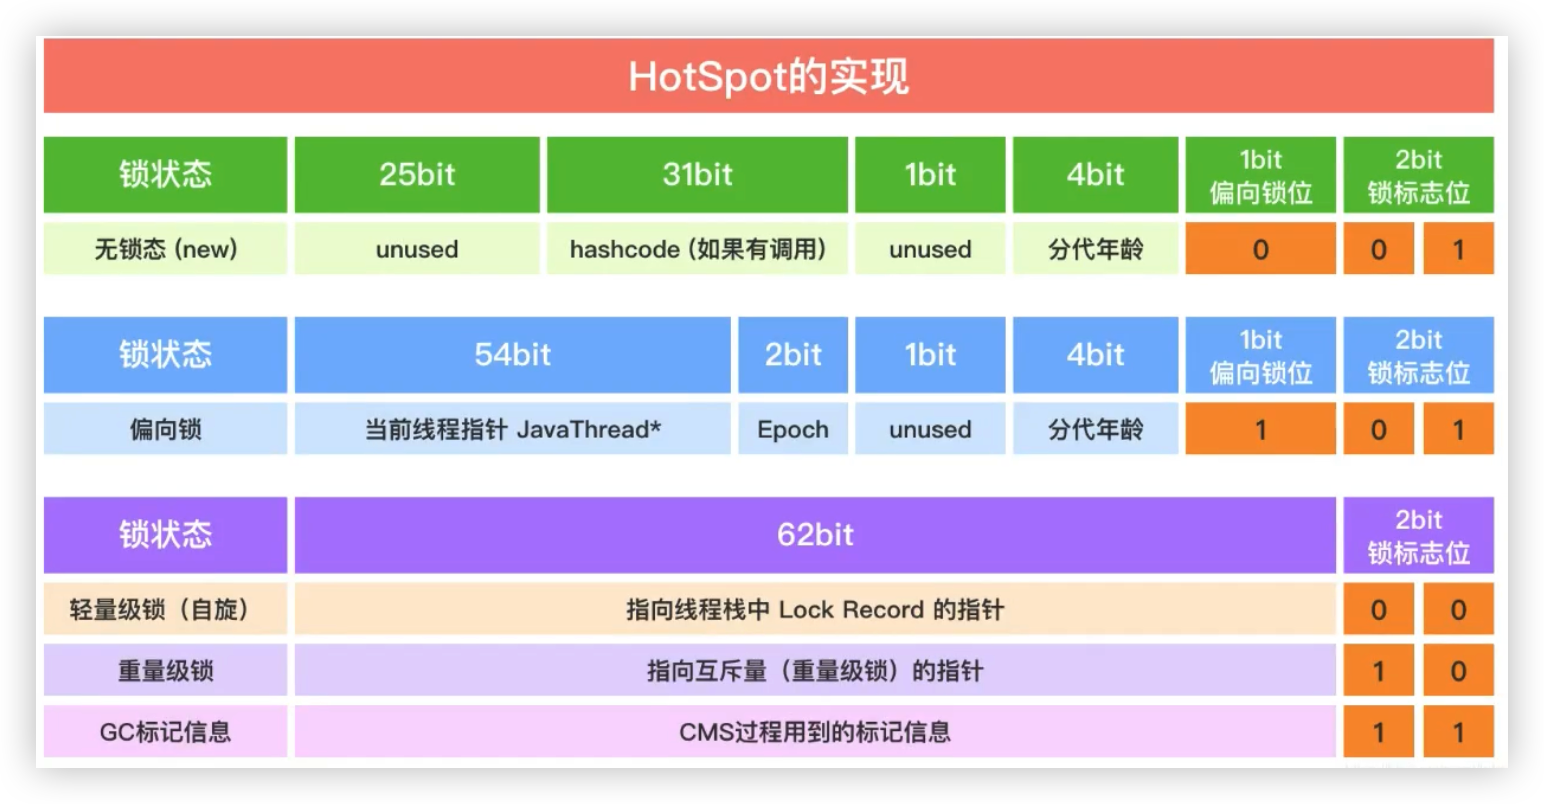 HotSpot的实现
锁状态 25bit 31bit 1bit 4bit 1bit 偏向锁位 2bit 锁标志位
无锁态 (new) unused hashcode (如果有调用) unused 分代年龄 0 0 1
锁状态 54bit 2bit 1bit 4bit 1bit 偏向锁位 2bit 锁标志位
偏向锁 当前线程指针 JavaThread* Epoch unused 分代年龄 1 0 1
锁状态 62bit 2bit 锁标志位
轻量级锁（自旋） 指向线程栈中 Lock Record 的指针 0 0
重量级锁 指向互斥量（重量级锁）的指针 1 0
GC标记信息 CMS过程用到的标记信息 1 1